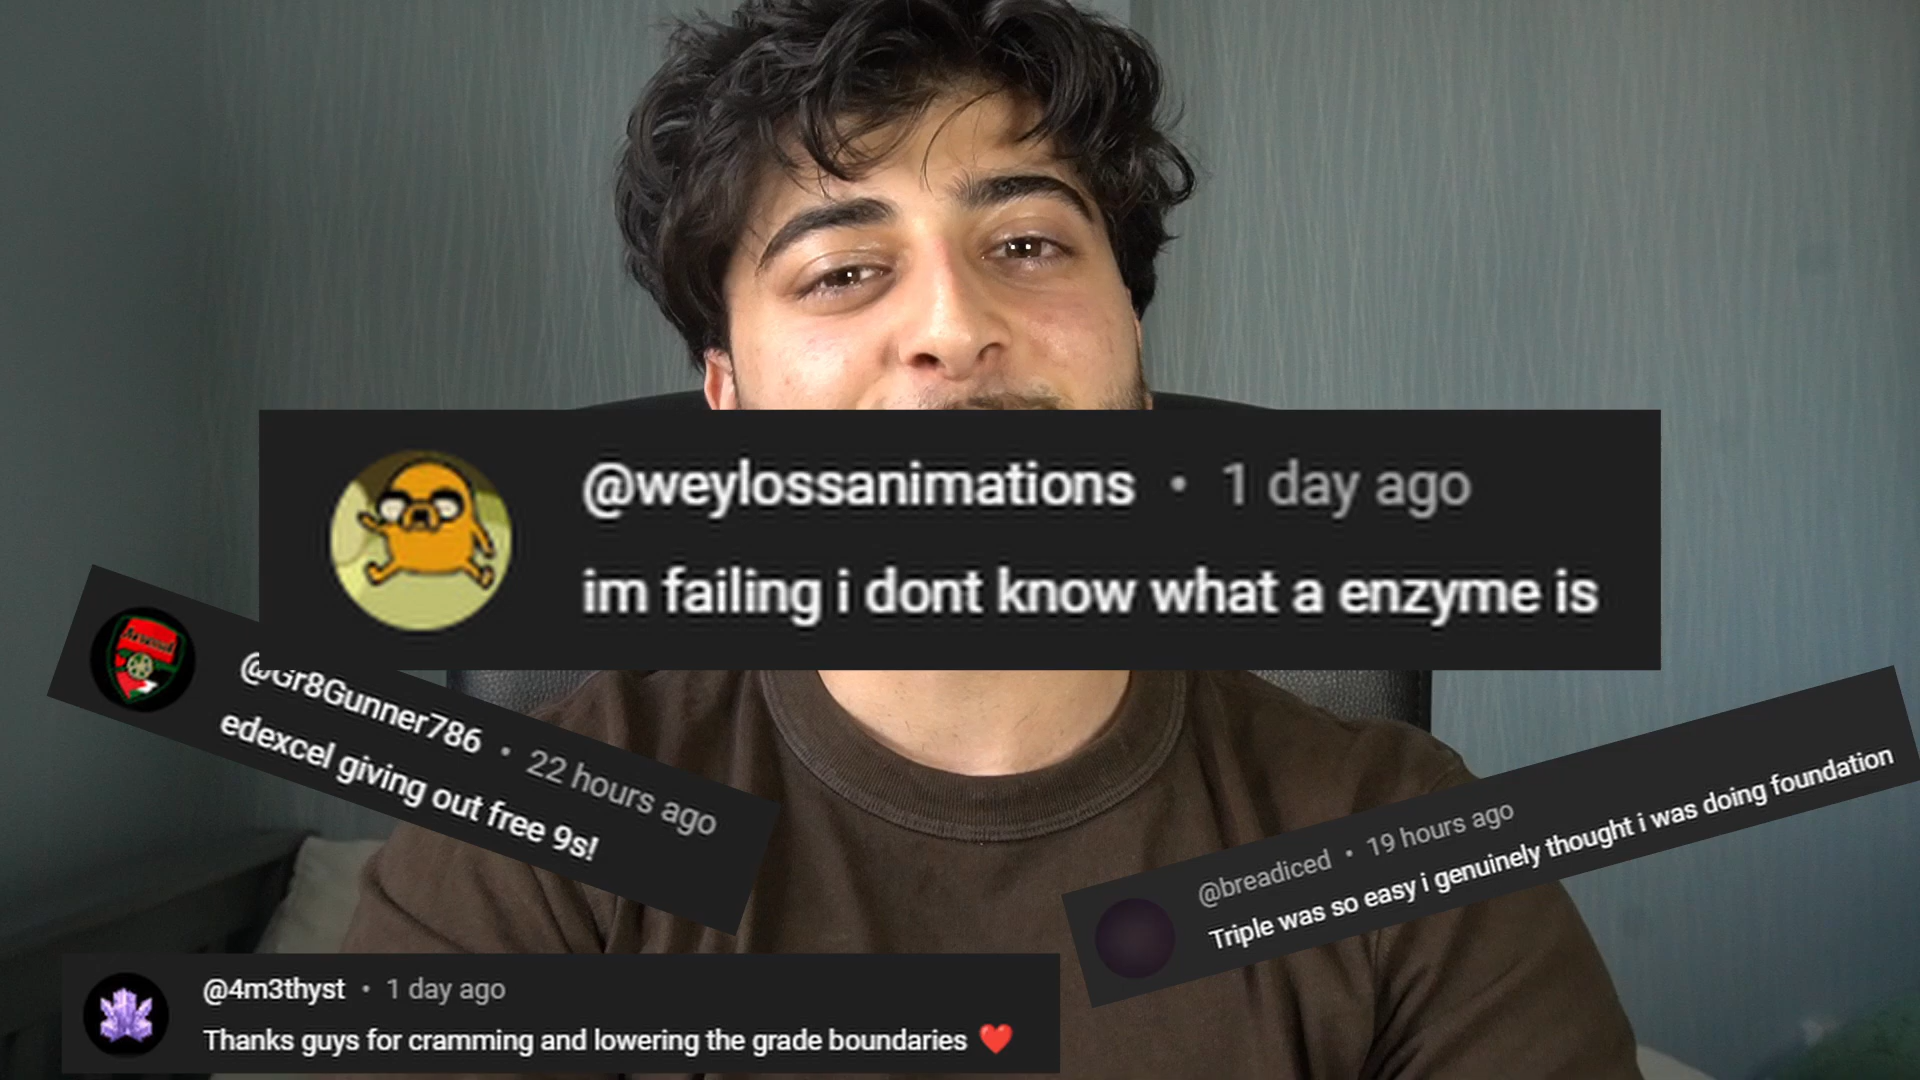 @weylossanimations • 1 day ago
im failing i dont know what a enzyme is
Arsenal
@Gr8Gunner786 • 22 hours ago
edexcel giving out free 9s!
@breadiced • 19 hours ago
Triple was so easy i genuinely thought i was doing foundation
@4m3thyst • 1 day ago
Thanks guys for cramming and lowering the grade boundaries ❤️